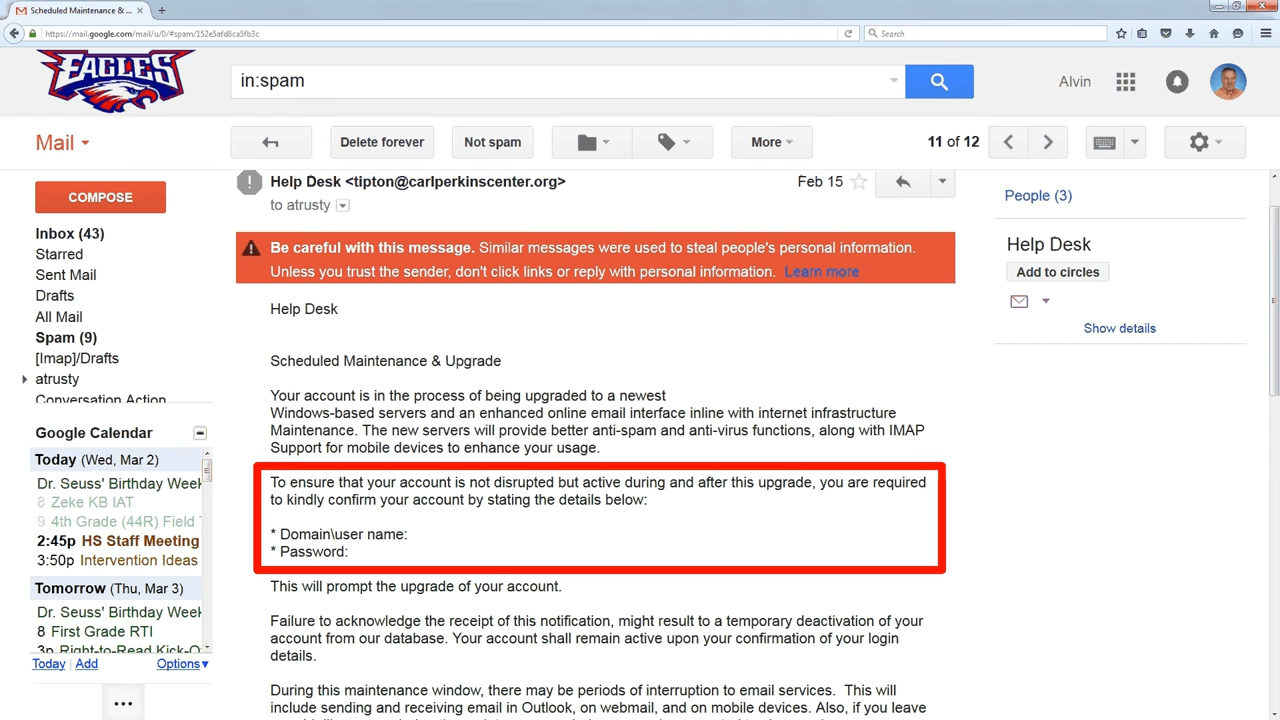 Scheduled Maintenance & ...
https://mail.google.com/mail/u/0/#spam/152e5afd8ca5fb3c
Search
EAGLES
in:spam
Alvin
Mail
Delete forever
Not spam
More
11 of 12
COMPOSE
Inbox (43)
Starred
Sent Mail
Drafts
All Mail
Spam (9)
[Imap]/Drafts
atrusty
Conversation Action
Google Calendar
Today (Wed, Mar 2)
Dr. Seuss' Birthday Week
8 Zeke KB IAT
9 4th Grade (44R) Field
2:45p HS Staff Meeting
3:50p Intervention Ideas
Tomorrow (Thu, Mar 3)
Dr. Seuss' Birthday Week
8 First Grade RTI
3p Right-to-Read Kick-O
Today Add Options
Help Desk <tipton@carlperkinscenter.org>
Feb 15
to atrusty
Be careful with this message. Similar messages were used to steal people's personal information.
Unless you trust the sender, don't click links or reply with personal information. Learn more
Help Desk
Scheduled Maintenance & Upgrade
Your account is in the process of being upgraded to a newest
Windows-based servers and an enhanced online email interface inline with internet infrastructure
Maintenance. The new servers will provide better anti-spam and anti-virus functions, along with IMAP
Support for mobile devices to enhance your usage.
To ensure that your account is not disrupted but active during and after this upgrade, you are required
to kindly confirm your account by stating the details below:
* Domain\user name:
* Password:
This will prompt the upgrade of your account.
Failure to acknowledge the receipt of this notification, might result to a temporary deactivation of your
account from our database. Your account shall remain active upon your confirmation of your login
details.
During this maintenance window, there may be periods of interruption to email services. This will
include sending and receiving email in Outlook, on webmail, and on mobile devices. Also, if you leave
People (3)
Help Desk
Add to circles
Show details